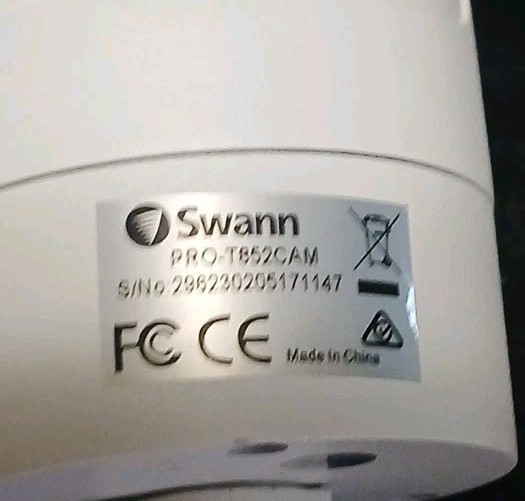 Swann
PRO-T852CAM
S/No 296230205171147
FC CE
Made In China